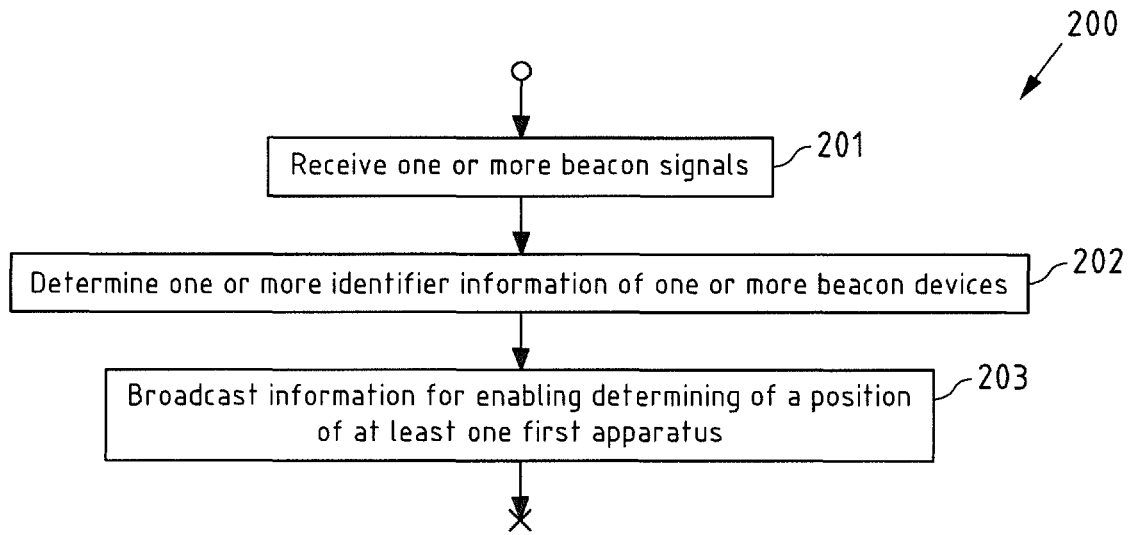 200
Receive one or more beacon signals
201
Determine one or more identifier information of one or more beacon devices
202
Broadcast information for enabling determining of a position
of at least one first apparatus
203